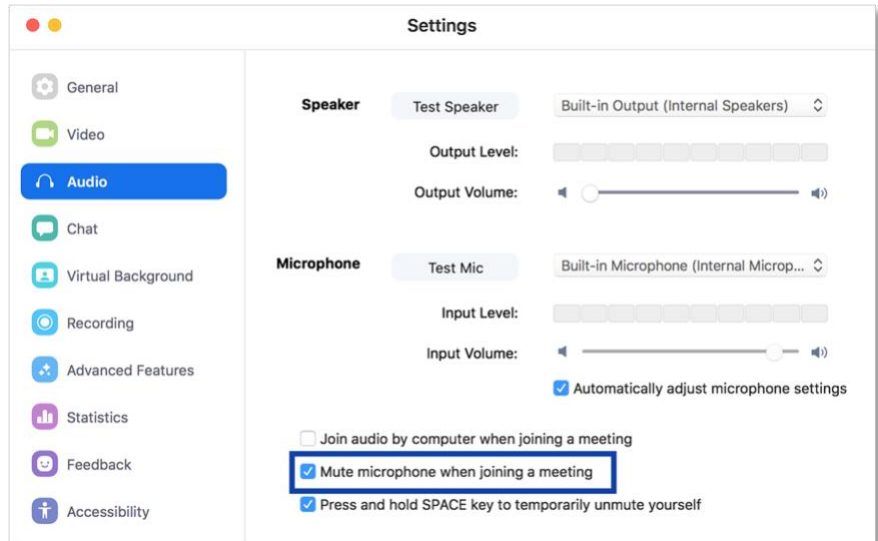 Settings
General
Video
Audio
Chat
Virtual Background
Recording
Advanced Features
Statistics
Feedback
Accessibility
Speaker Test Speaker Built-in Output (Internal Speakers)
Output Level:
Output Volume:
Microphone Test Mic Built-in Microphone (Internal Microp...
Input Level:
Input Volume:
Automatically adjust microphone settings
Join audio by computer when joining a meeting
Mute microphone when joining a meeting
Press and hold SPACE key to temporarily unmute yourself